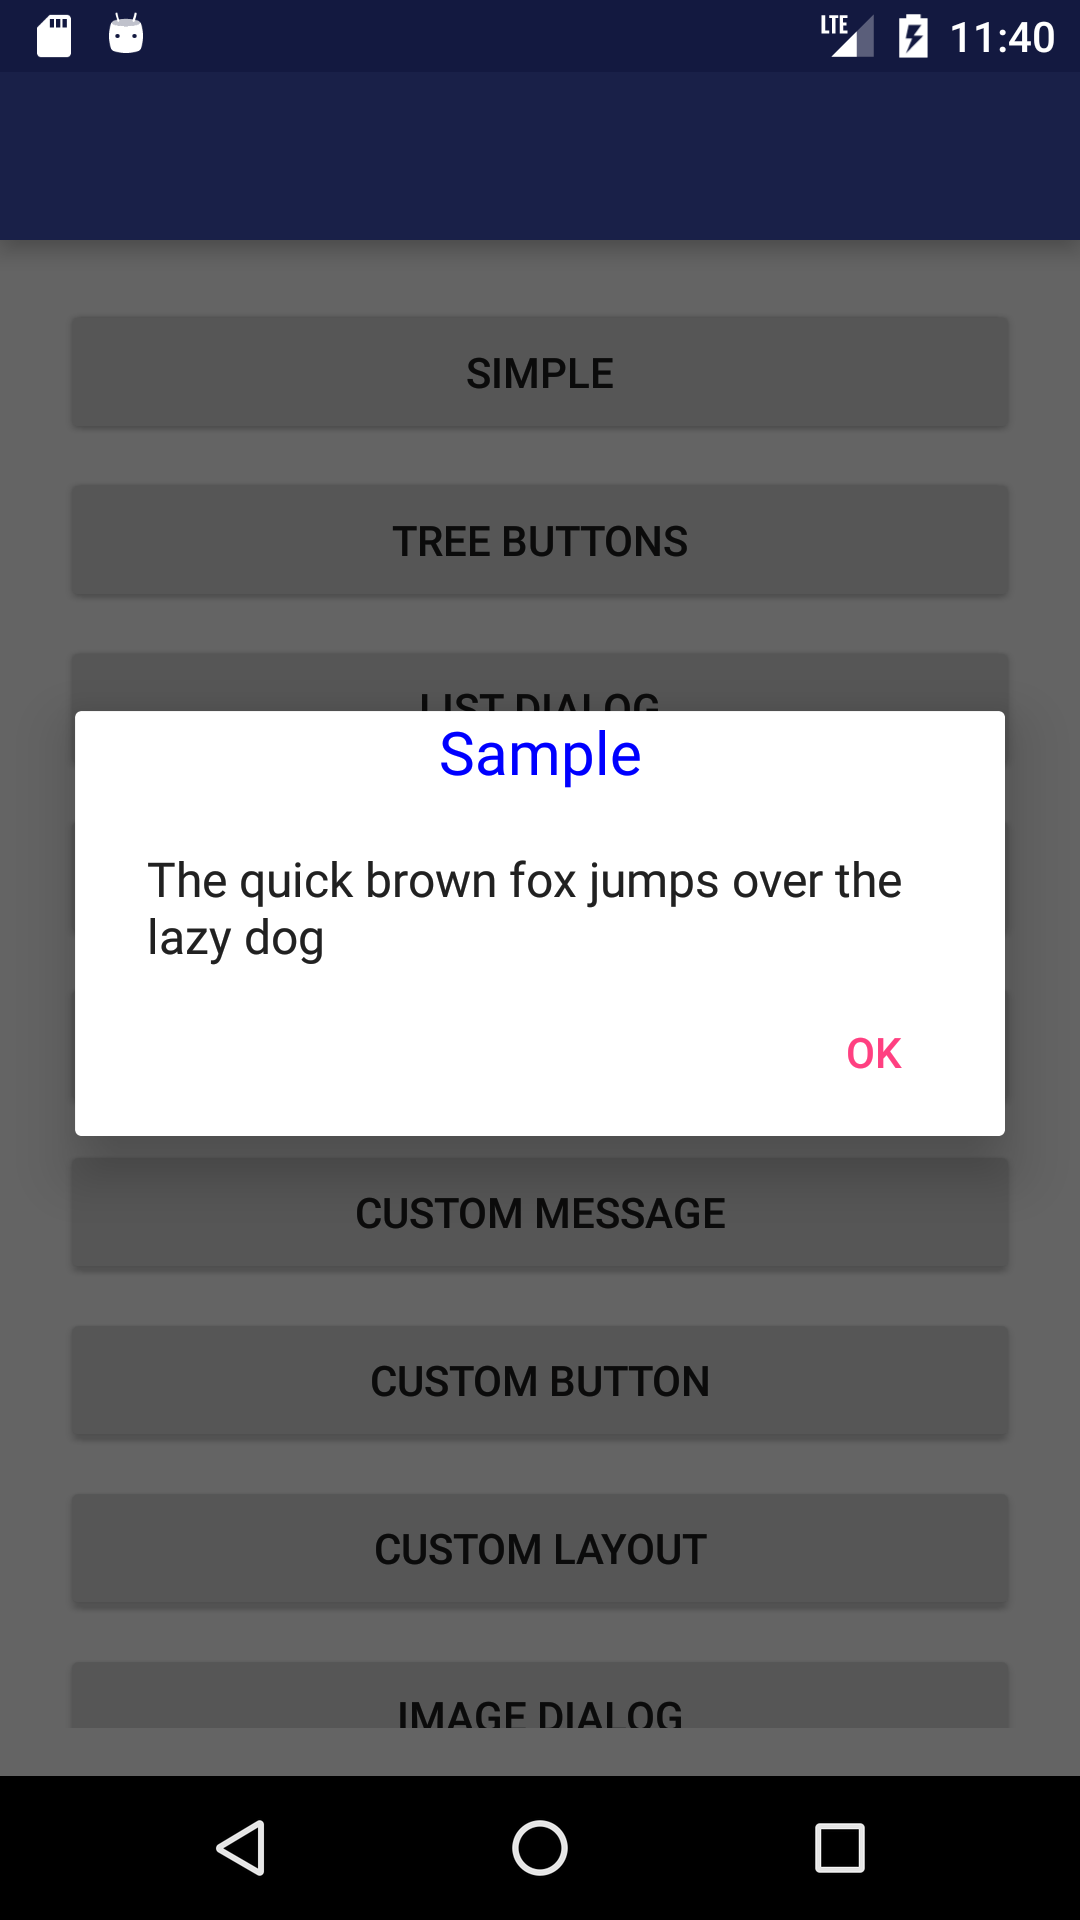 LTE 11:40
SIMPLE
TREE BUTTONS
LIST DIALOG
Sample
The quick brown fox jumps over the
lazy dog
OK
CUSTOM MESSAGE
CUSTOM BUTTON
CUSTOM LAYOUT
IMAGE DIALOG